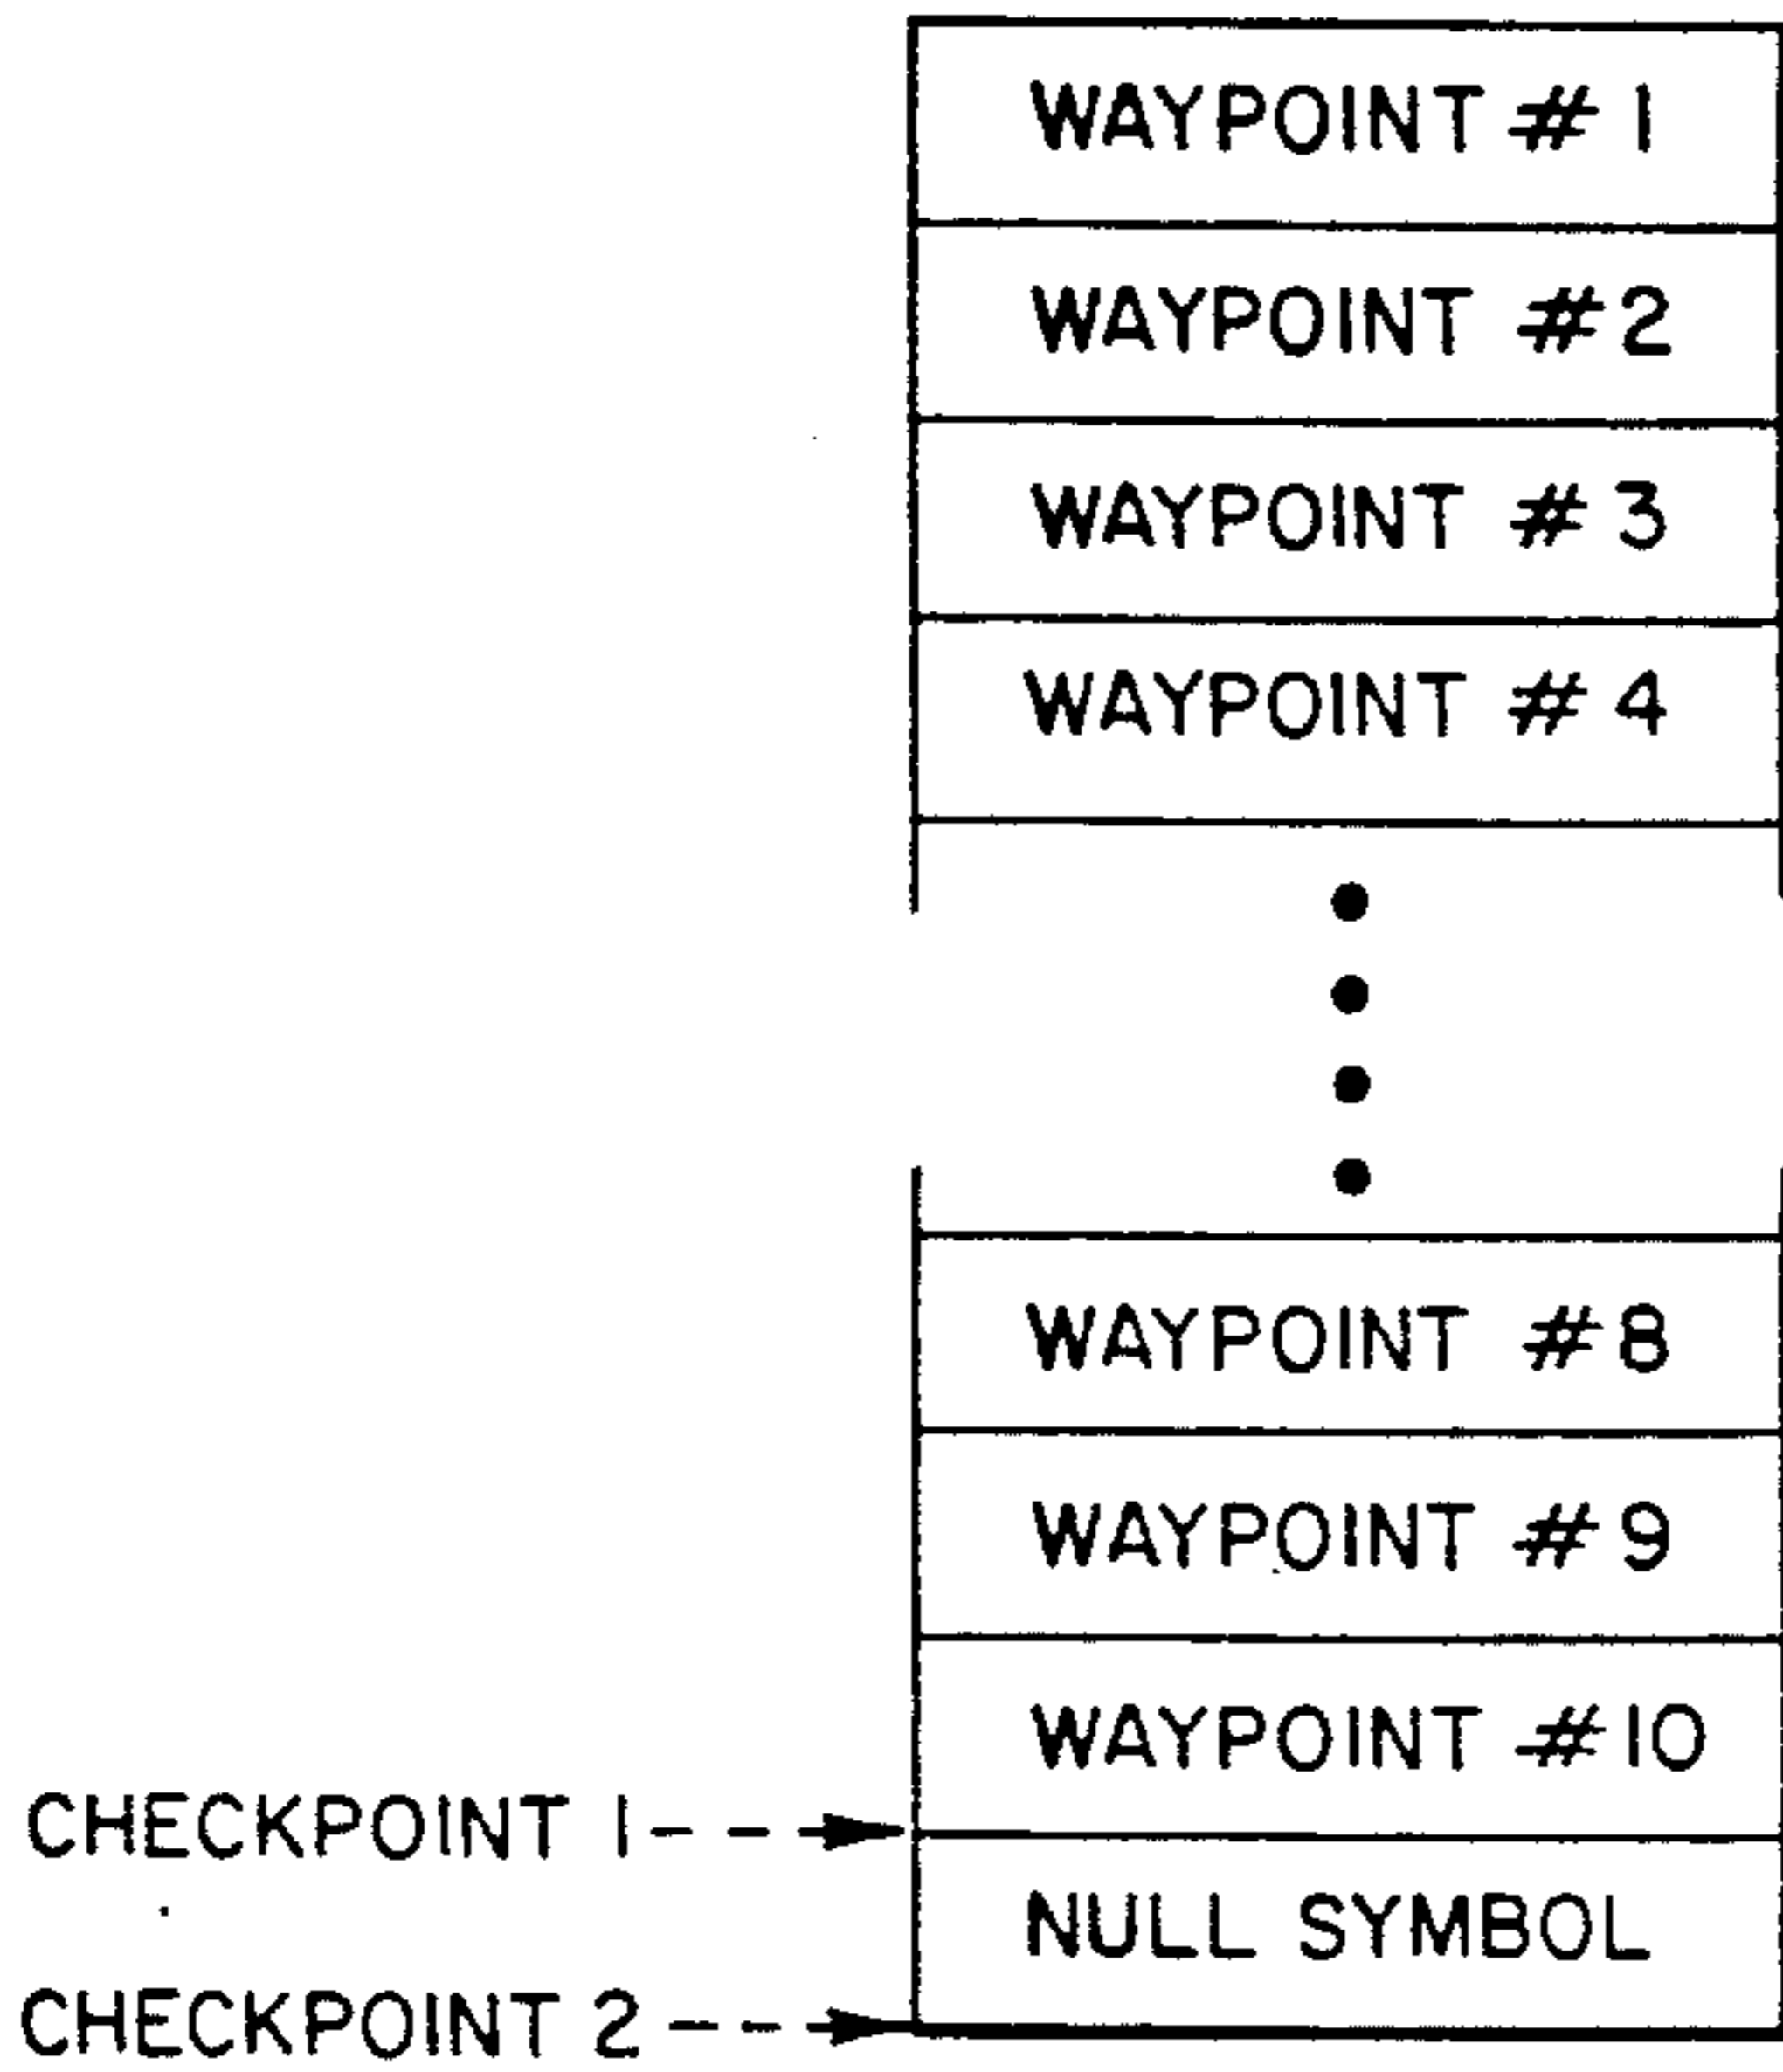 WAYPOINT # 1
WAYPOINT #2
WAYPOINT # 3
WAYPOINT # 4
WAYPOINT #8
WAYPOINT #9
WAYPOINT #10
CHECKPOINT 1
NULL SYMBOL
CHECKPOINT 2